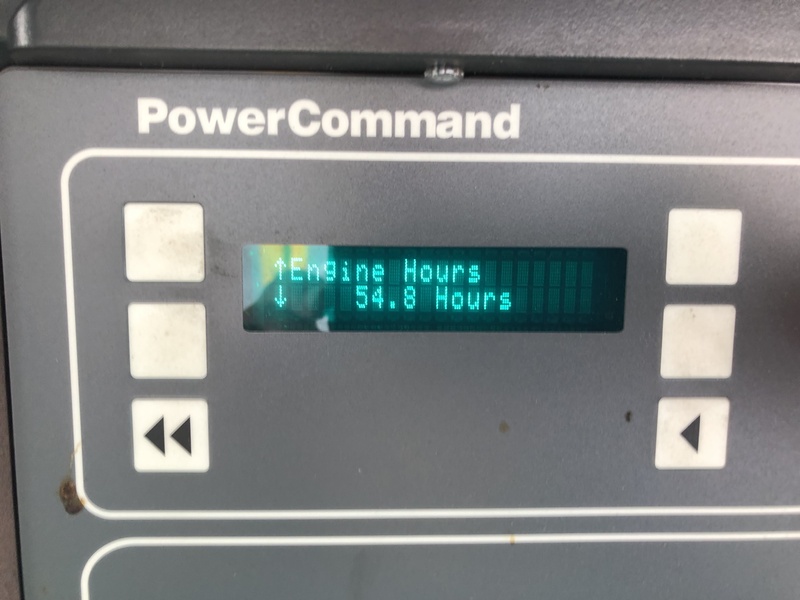 PowerCommand
↑Engine Hours
↓ 54.8 Hours